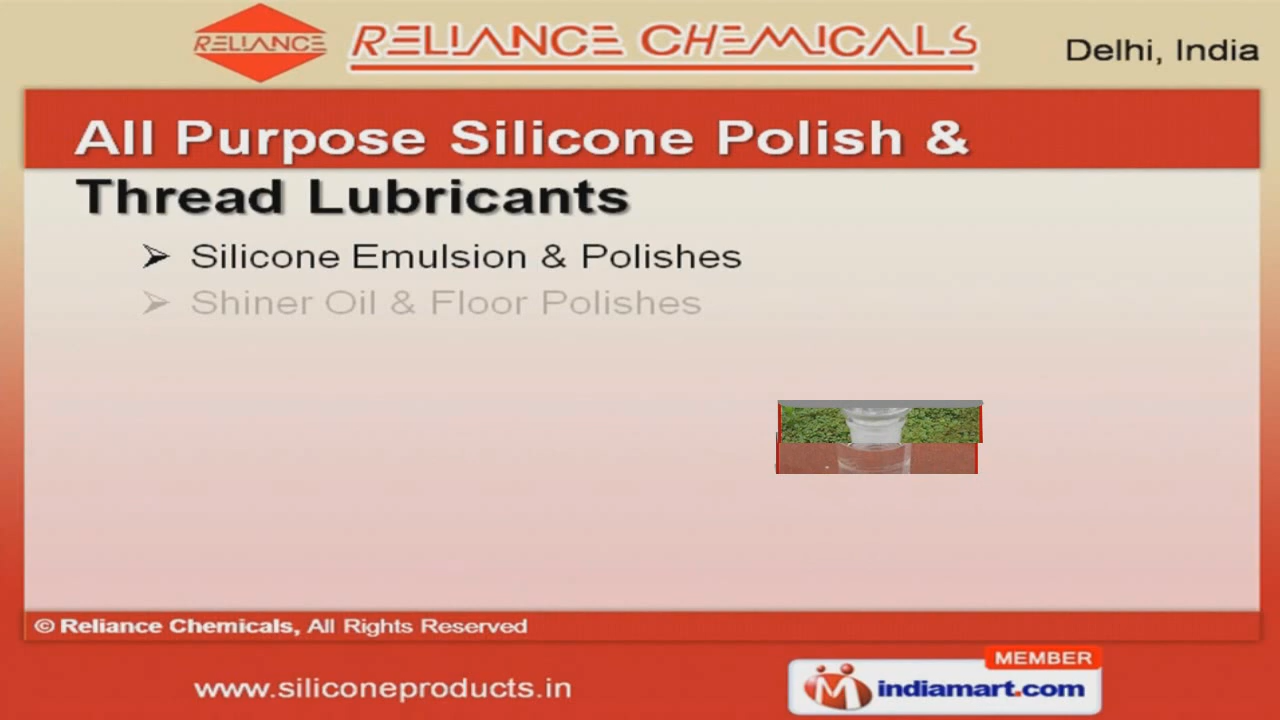 RELIANCE
RELIANCE CHEMICALS
Delhi, India
All Purpose Silicone Polish &
Thread Lubricants
Silicone Emulsion & Polishes
Shiner Oil & Floor Polishes
© Reliance Chemicals, All Rights Reserved
www.siliconeproducts.in
MEMBER
indiamart.com